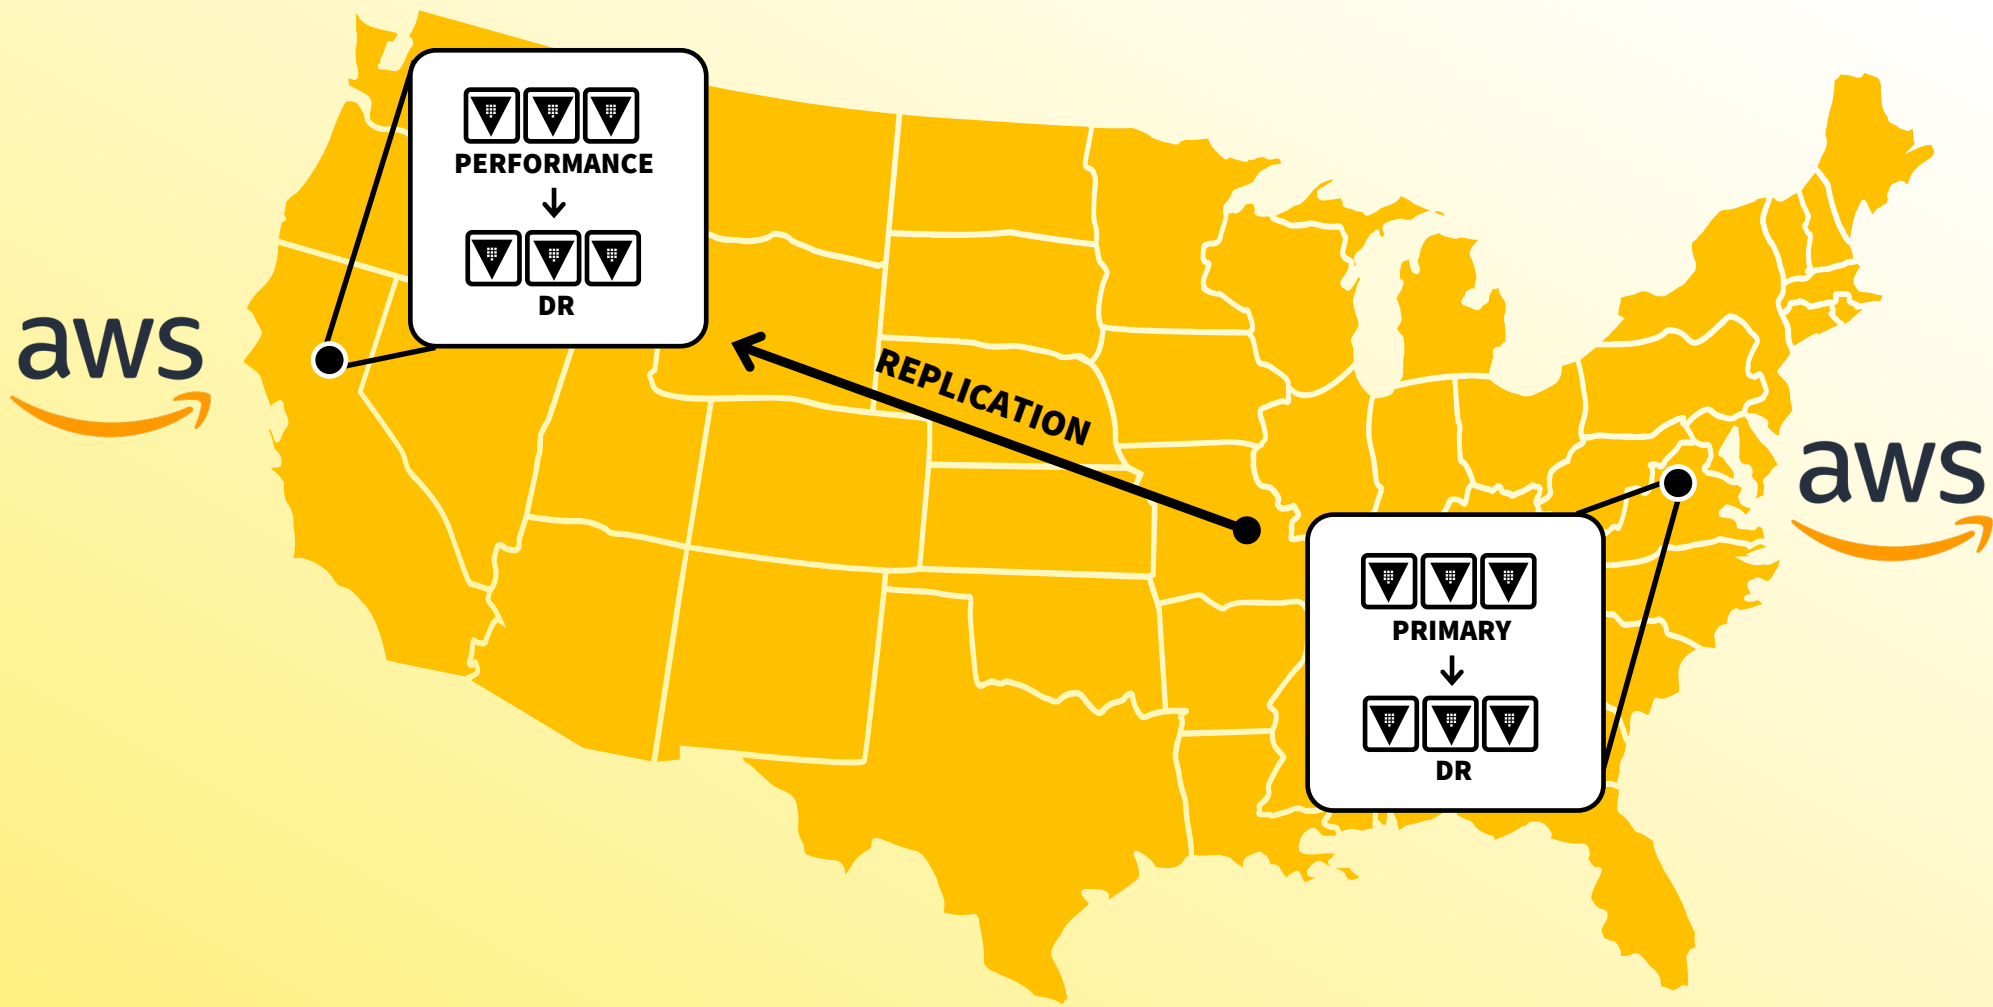 PERFORMANCE
DR
aws
REPLICATION
aws
PRIMARY
DR